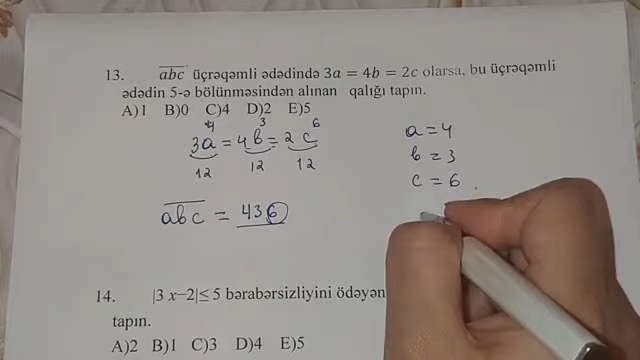 13. abc üçrəqəmli ədədində 3a = 4b = 2c olarsa, bu üçrəqəmli
ədədin 5-ə bölünməsindən alınan qalığı tapın.
A)1 B)0 C)4 D)2 E)5
4 3 6
3a = 4b = 2c
12 12 12
a = 4
b = 3
c = 6
abc = 436
14. |3 x−2|≤ 5 bərabərsizliyini ödəyən
tapın.
A)2 B)1 C)3 D)4 E)5